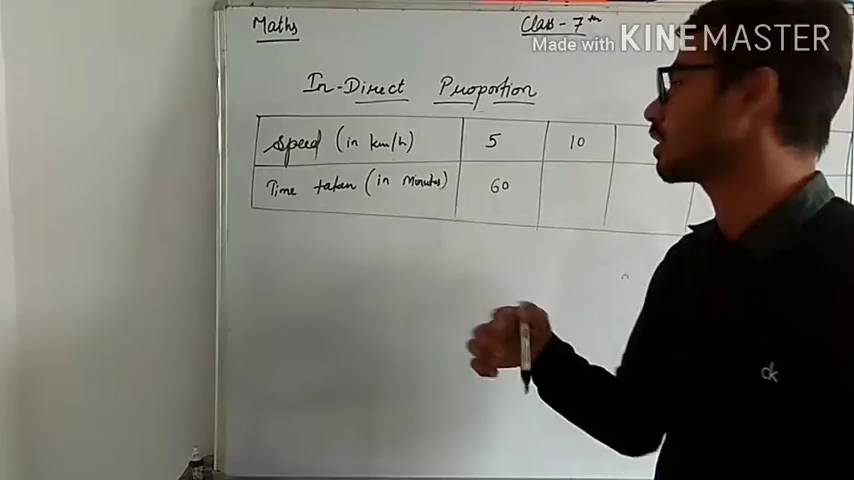 Maths
Class - 7th
Made with KINEMASTER
In-Direct Proportion
Speed (in km/h) 5 10
Time taken (in Minutes) 60
ck